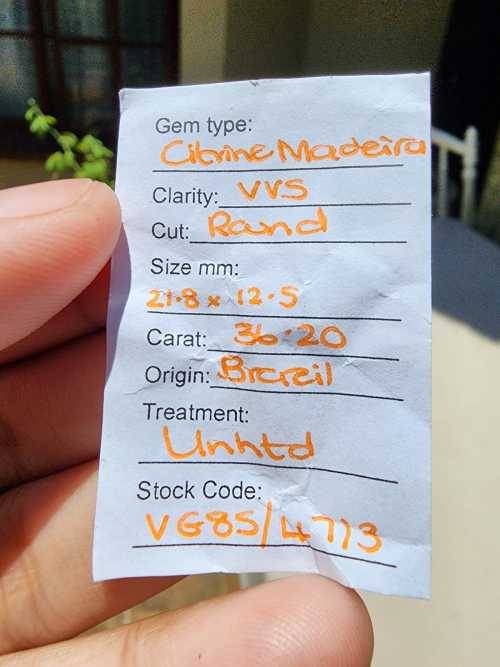 Gem type:
Citrine Madeira
Clarity: VVS
Cut: Round
Size mm:
21.8 x 12.5
Carat: 36.20
Origin: Brazil
Treatment:
Unhtd
Stock Code:
VG85/4713